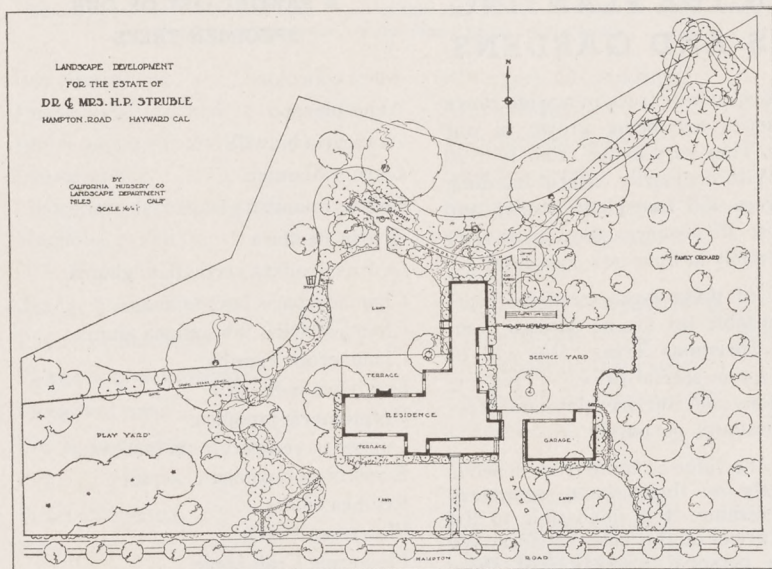 LANDSCAPE DEVELOPMENT
FOR THE ESTATE OF
DR & MRS. H.P. STRUBLE
HAMPTON ROAD HAYWARD CAL
BY
CALIFORNIA NURSERY CO
LANDSCAPE DEPARTMENT
NILES CALIF
N
FAMILY ORCHARD
LAWN
SERVICE YARD
TERRACE
RESIDENCE
PLAY YARD
GARAGE
TERRACE
LAWN
WALK
DRIVE
LAWN
HAMPTON ROAD